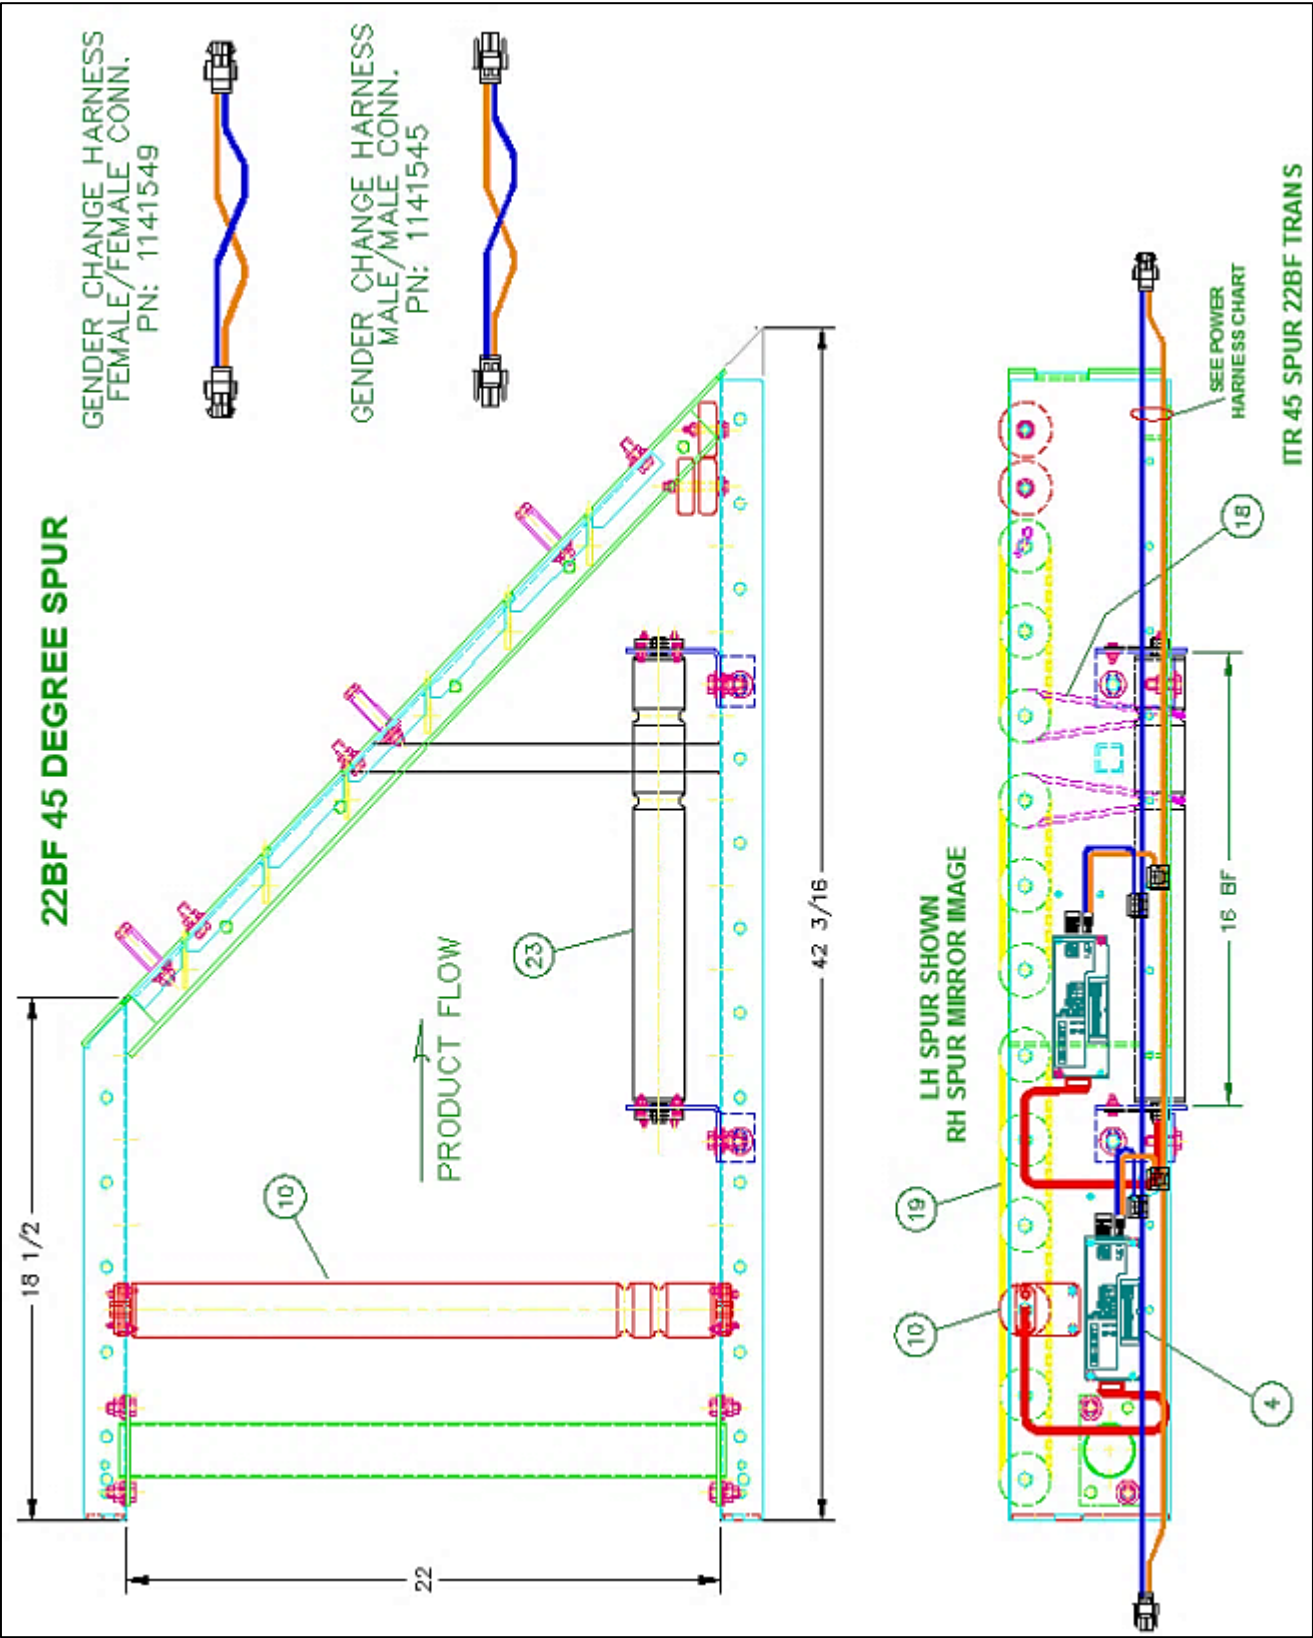 GENDER CHANGE HARNESS
FEMALE/FEMALE CONN.
PN: 1141549
GENDER CHANGE HARNESS
MALE/MALE CONN.
PN: 1141545
22BF 45 DEGREE SPUR
18 1/2
10
PRODUCT FLOW
23
22
42 3/16
LH SPUR SHOWN
RH SPUR MIRROR IMAGE
19
10
4
18
16 BF
SEE POWER
HARNESS CHART
ITR 45 SPUR 22BF TRANS